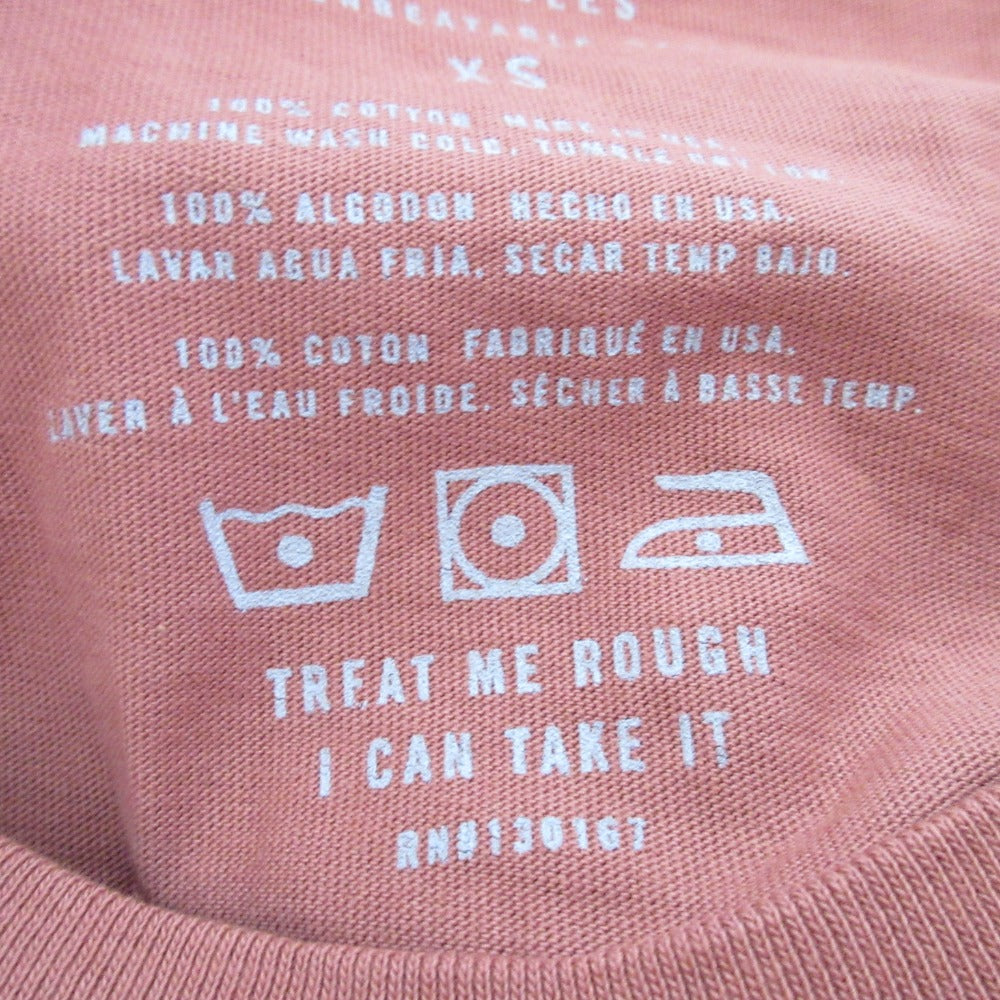 XS
100% COTTON MADE IN USA.
MACHINE WASH COLD, TUMBLE DRY LOW.
100% ALGODON HECHO EN USA.
LAVAR AGUA FRIA. SECAR TEMP BAJO.
100% COTON FABRIQUÉ EN USA.
LAVER À L'EAU FROIDE. SÉCHER À BASSE TEMP.
TREAT ME ROUGH
I CAN TAKE IT
RN#130167